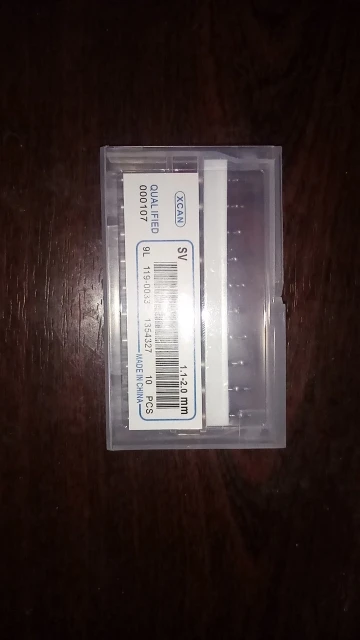 XCAN
QUALIFIED
000107
SV 1.1-2.0 mm
9L 119-0033 1354327 10 PCS
MADE IN CHINA